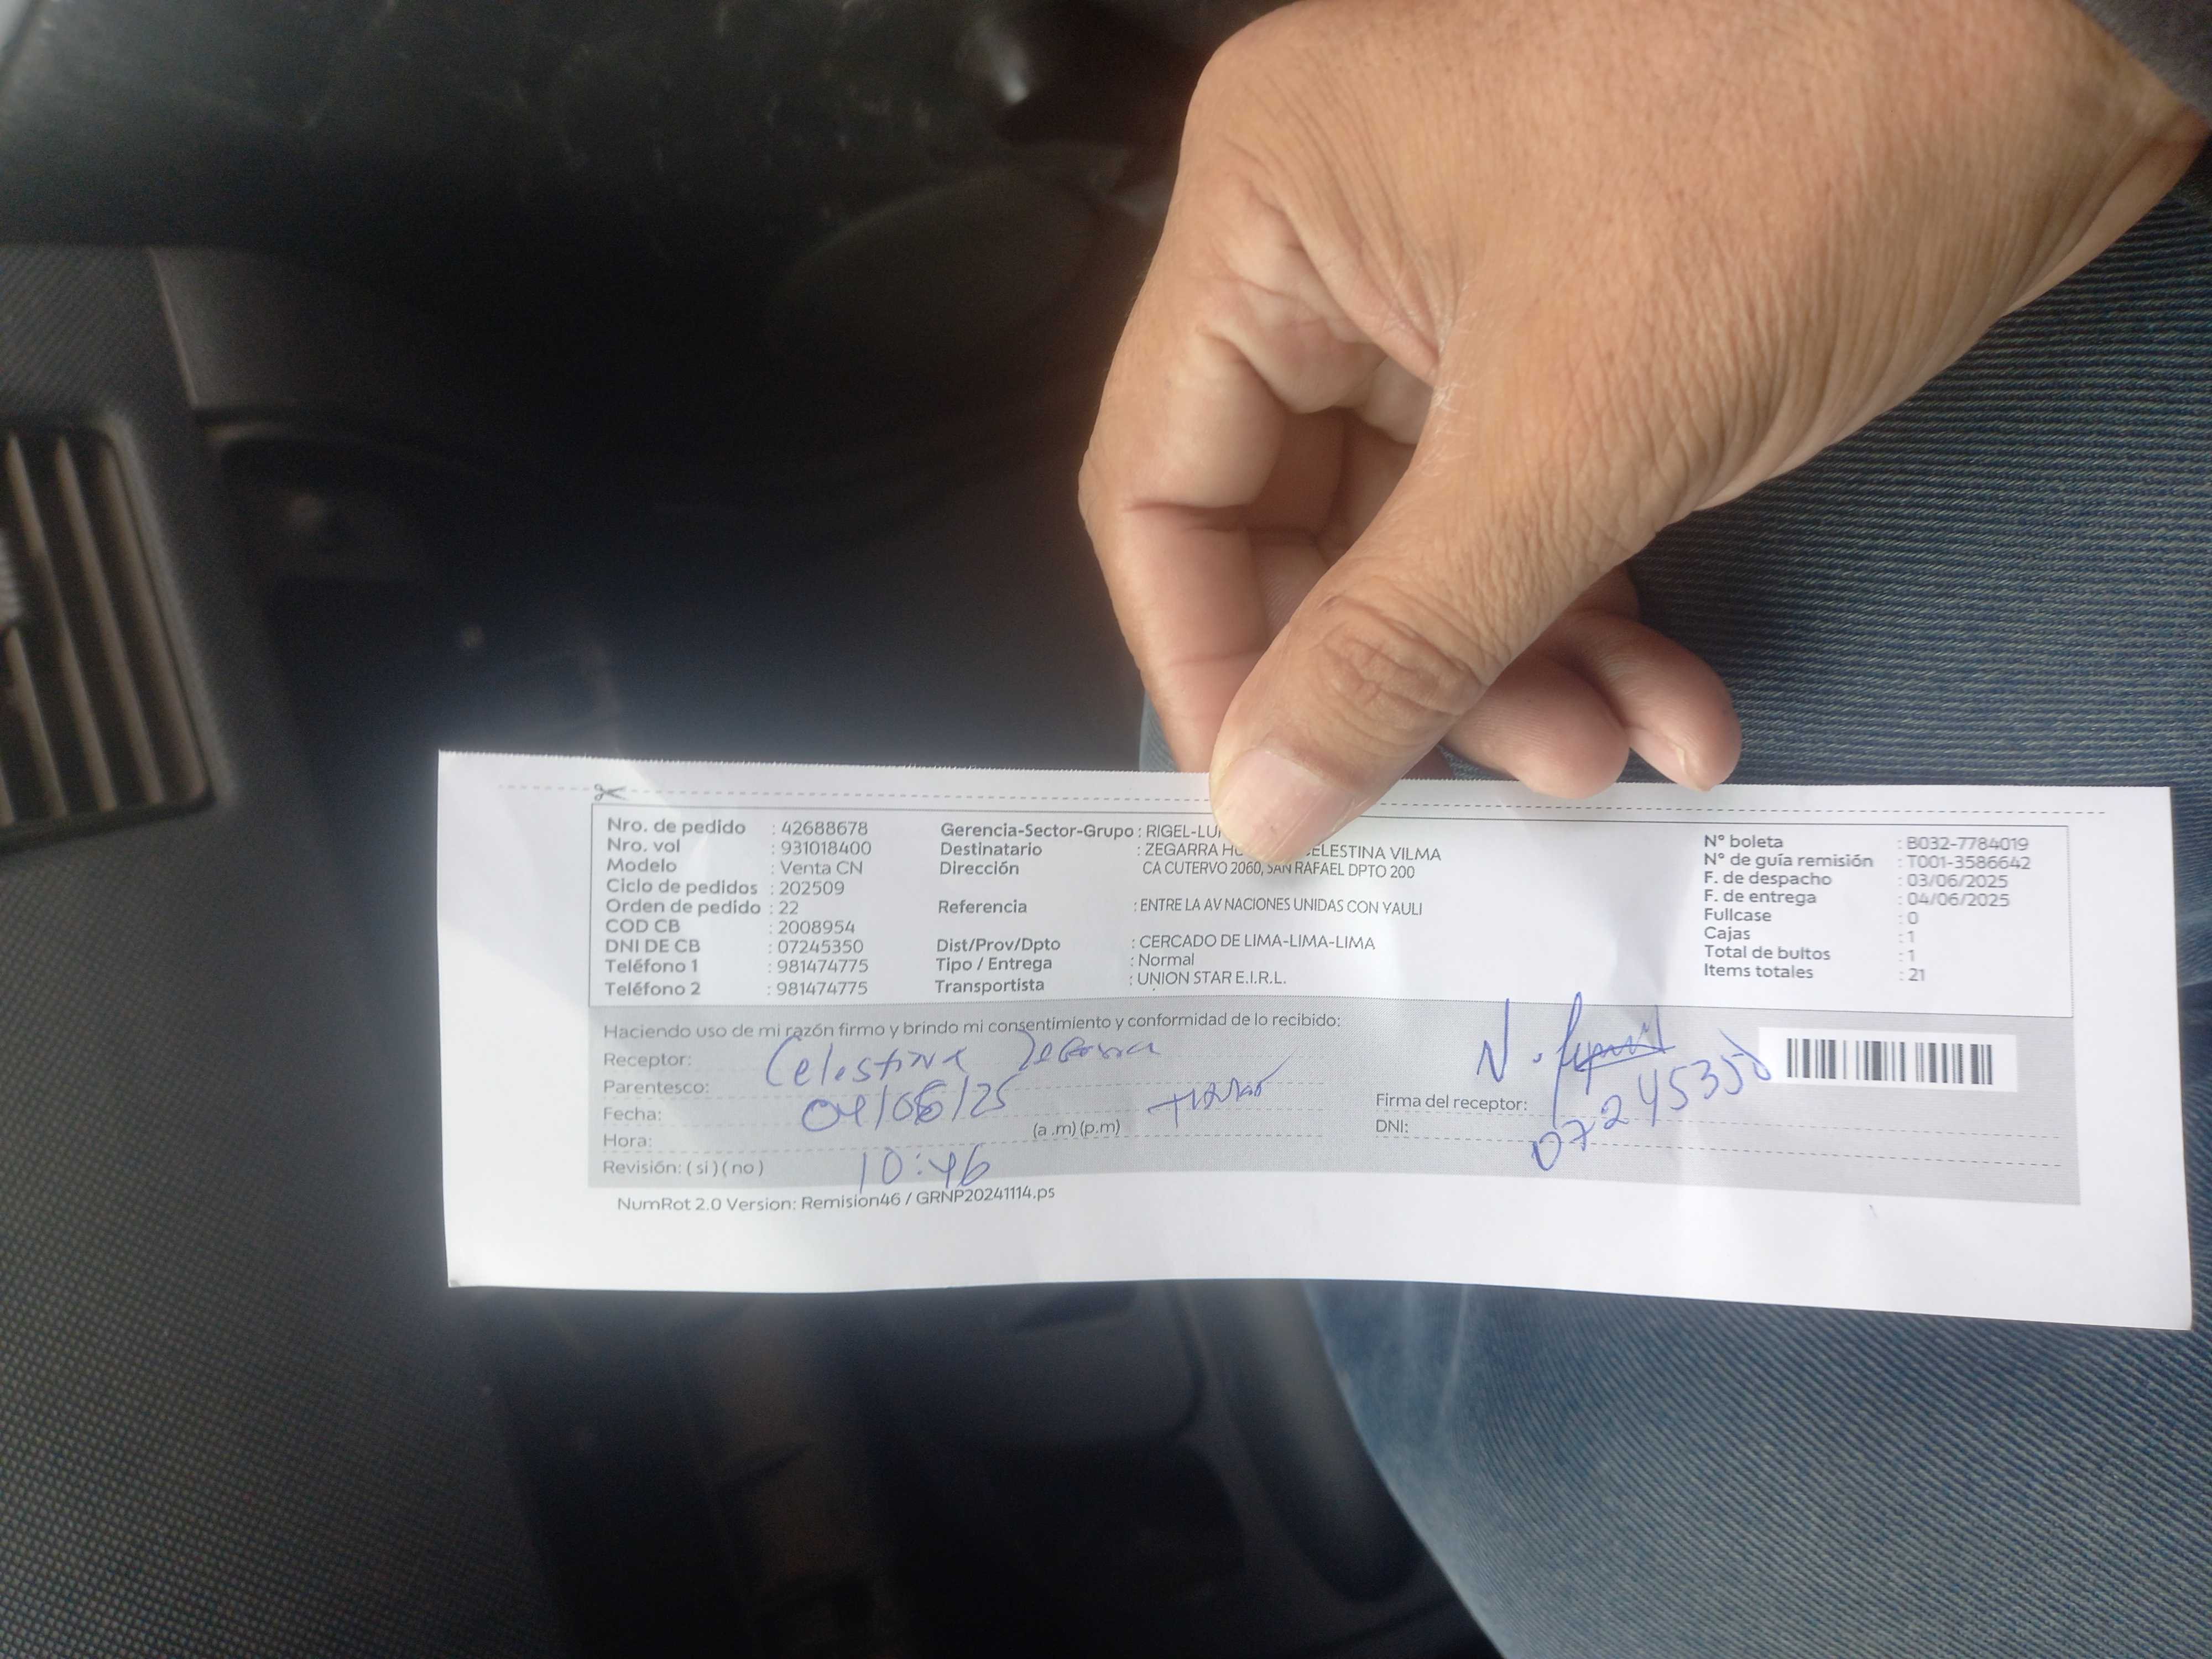 Nro. de pedido : 42688678
Nro. vol : 931018400
Modelo : Venta CN
Ciclo de pedidos : 202509
Orden de pedido : 22
COD CB : 2008954
DNI DE CB : 07245350
Teléfono 1 : 981474775
Teléfono 2 : 981474775
Gerencia-Sector-Grupo : RIGEL-
Destinatario : ZEGARRA CELESTINA VILMA
Dirección CA CUTERVO 2060, SAN RAFAEL DPTO 200
Referencia : ENTRE LA AV NACIONES UNIDAS CON YAULI
Dist/Prov/Dpto : CERCADO DE LIMA-LIMA-LIMA
Tipo / Entrega : Normal
Transportista : UNION STAR E.I.R.L.
N° boleta : B032-7784019
N° de guía remisión : T001-3586642
F. de despacho : 03/06/2025
F. de entrega : 04/06/2025
Fullcase : 0
Cajas : 1
Total de bultos : 1
Items totales : 21
Haciendo uso de mi razón firmo y brindo mi consentimiento y conformidad de lo recibido:
Receptor: Celestina
Parentesco:
Fecha: 04/06/25
Hora: (a .m) (p.m)
Revisión: ( si ) ( no ) 10:46
Firma del receptor:
DNI: 07245350
NumRot 2.0 Version: Remision46 / GRNP20241114.ps